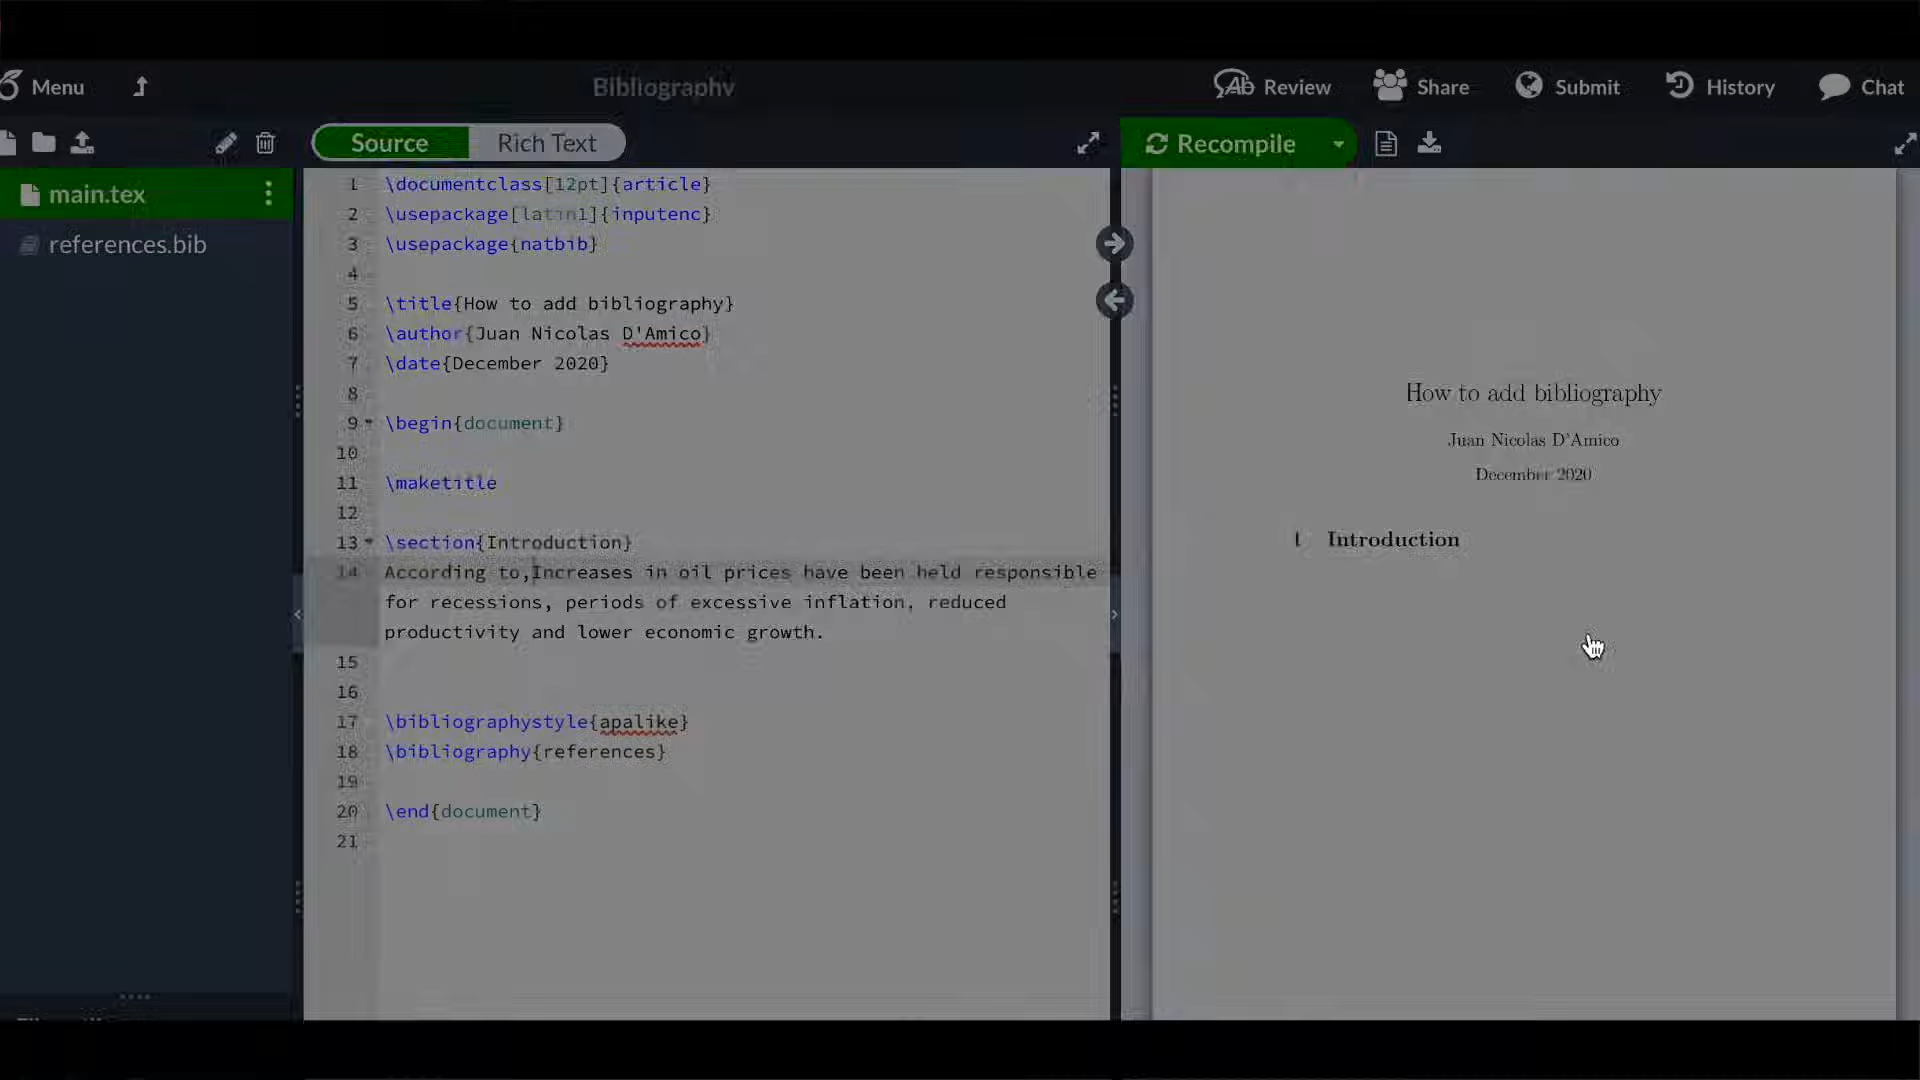 Menu
Bibliography
Review
Share
Submit
History
Chat
Source
Rich Text
Recompile
main.tex
references.bib
1 \documentclass[12pt]{article}
2 \usepackage[latin1]{inputenc}
3 \usepackage{natbib}
4
5 \title{How to add bibliography}
6 \author{Juan Nicolas D'Amico}
7 \date{December 2020}
8
9 \begin{document}
10
11 \maketitle
12
13 \section{Introduction}
14 According to,Increases in oil prices have been held responsible
for recessions, periods of excessive inflation, reduced
productivity and lower economic growth.
15
16
17 \bibliographystyle{apalike}
18 \bibliography{references}
19
20 \end{document}
21
How to add bibliography
Juan Nicolas D'Amico
December 2020
1 Introduction